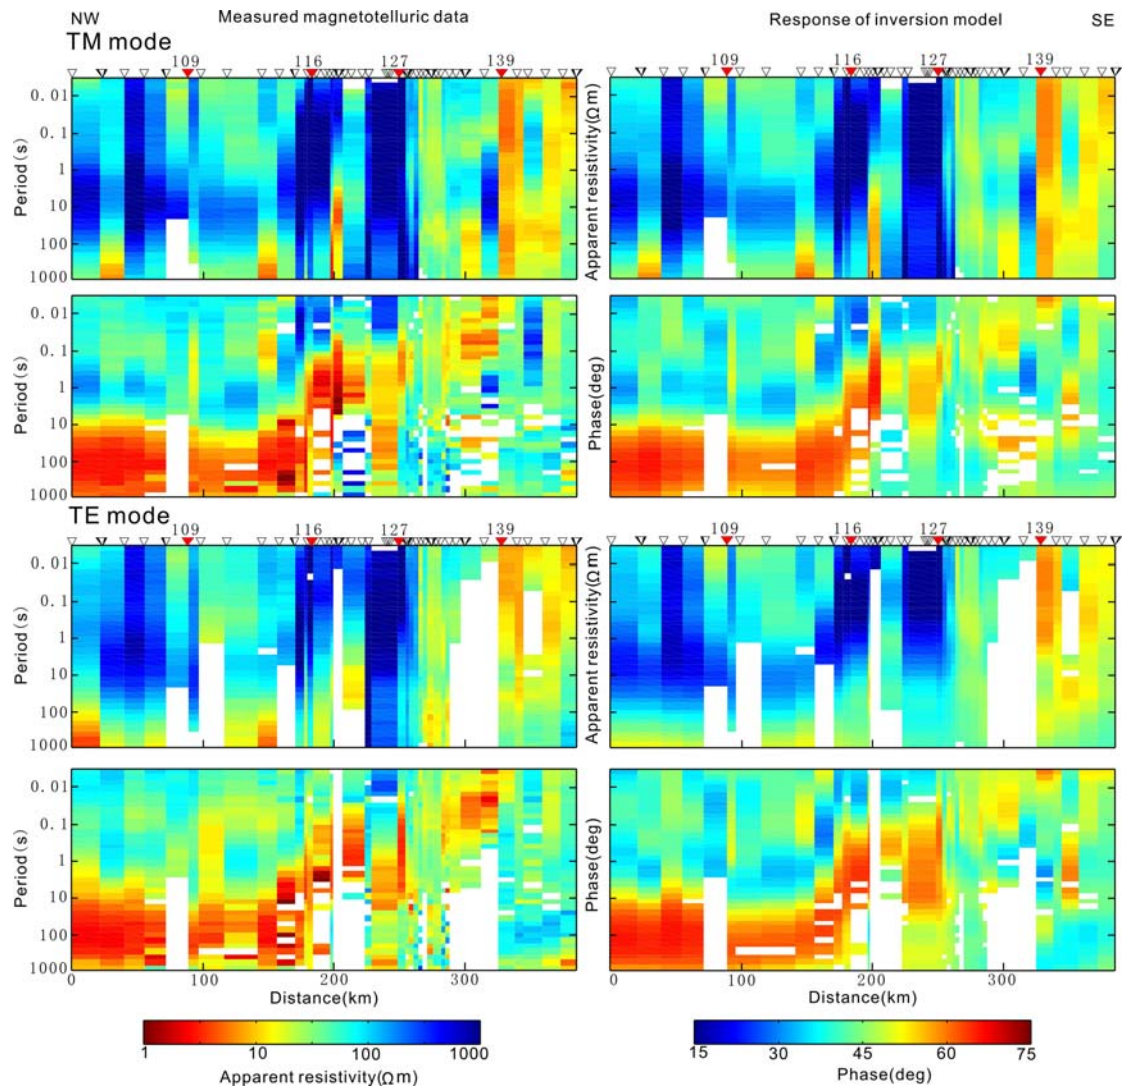 NW Measured magnetotelluric data Response of inversion model SE
TM mode
109 116 127 139 109 116 127 139
Period(s) 0.01 0.1 1 10 100 1000 Apparent resistivity(Ωm)
Period(s) 0.01 0.1 1 10 100 1000 Phase(deg)
TE mode
109 116 127 139 109 116 127 139
Period(s) 0.01 0.1 1 10 100 1000 Apparent resistivity(Ωm)
Period(s) 0.01 0.1 1 10 100 1000 Phase(deg)
0 100 200 300 0 100 200 300
Distance(km) Distance(km)
1 10 100 1000 15 30 45 60 75
Apparent resistivity(Ωm) Phase(deg)